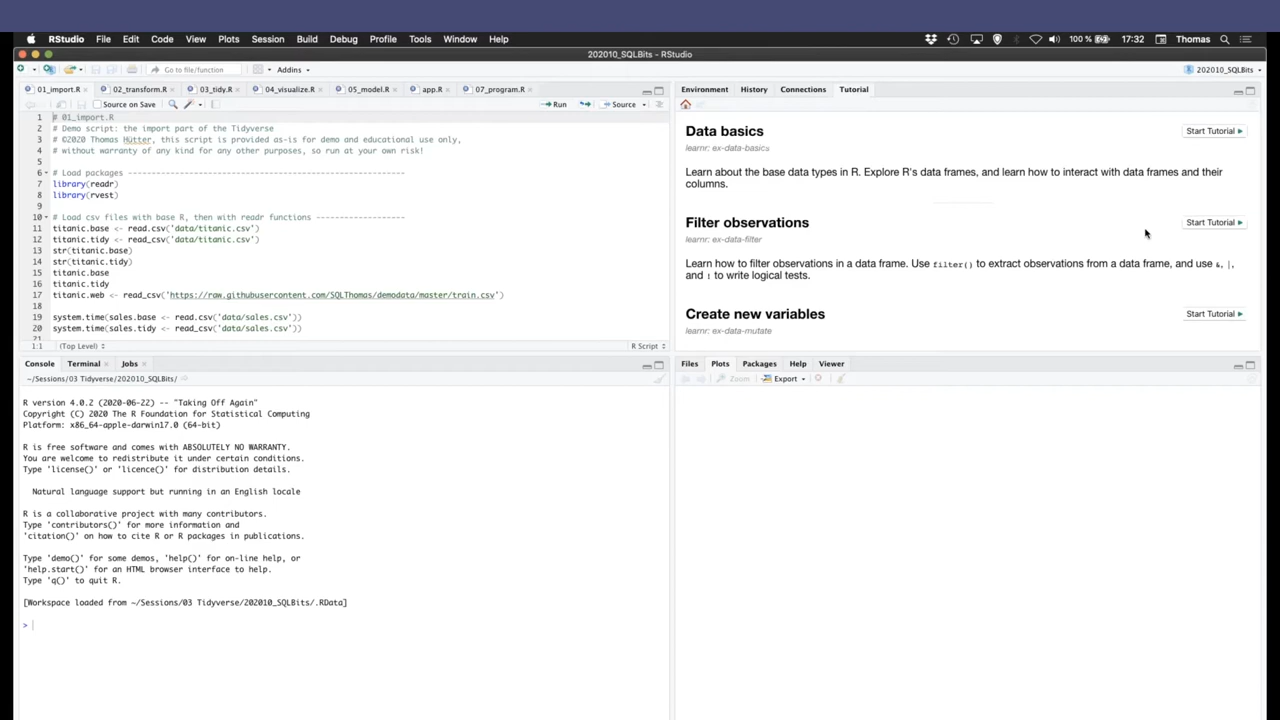 RStudio File Edit Code View Plots Session Build Debug Profile Tools Window Help 100 % 17:32 Thomas
202010_SQLBits - RStudio
Go to file/function Addins 202010_SQLBits
01_import.R 02_transform.R 03_tidy.R 04_visualize.R 05_model.R app.R 07_program.R
Source on Save Run Source
1 # 01_import.R
2 # Demo script: the import part of the Tidyverse
3 # ©2020 Thomas Hütter, this script is provided as-is for demo and educational use only,
4 # without warranty of any kind for any other purposes, so run at your own risk!
5
6 # Load packages ------------------------------------------------
7 library(readr)
8 library(rvest)
9
10 # Load csv files with base R, then with readr functions ------------------
11 titanic.base <- read.csv('data/titanic.csv')
12 titanic.tidy <- read_csv('data/titanic.csv')
13 str(titanic.base)
14 str(titanic.tidy)
15 titanic.base
16 titanic.tidy
17 titanic.web <- read_csv('https://raw.githubusercontent.com/SQLThomas/demodata/master/train.csv')
18
19 system.time(sales.base <- read.csv('data/sales.csv'))
20 system.time(sales.tidy <- read_csv('data/sales.csv'))
21
1:1 (Top Level) R Script
Environment History Connections Tutorial
Data basics Start Tutorial
learnr: ex-data-basics
Learn about the base data types in R. Explore R's data frames, and learn how to interact with data frames and their
columns.
Filter observations Start Tutorial
learnr: ex-data-filter
Learn how to filter observations in a data frame. Use filter() to extract observations from a data frame, and use &, |,
and ! to write logical tests.
Create new variables Start Tutorial
learnr: ex-data-mutate
Console Terminal Jobs
~/Sessions/03 Tidyverse/202010_SQLBits/
R version 4.0.2 (2020-06-22) -- "Taking Off Again"
Copyright (C) 2020 The R Foundation for Statistical Computing
Platform: x86_64-apple-darwin17.0 (64-bit)
R is free software and comes with ABSOLUTELY NO WARRANTY.
You are welcome to redistribute it under certain conditions.
Type 'license()' or 'licence()' for distribution details.
Natural language support but running in an English locale
R is a collaborative project with many contributors.
Type 'contributors()' for more information and
'citation()' on how to cite R or R packages in publications.
Type 'demo()' for some demos, 'help()' for on-line help, or
'help.start()' for an HTML browser interface to help.
Type 'q()' to quit R.
[Workspace loaded from ~/Sessions/03 Tidyverse/202010_SQLBits/.RData]
>
Files Plots Packages Help Viewer
Zoom Export